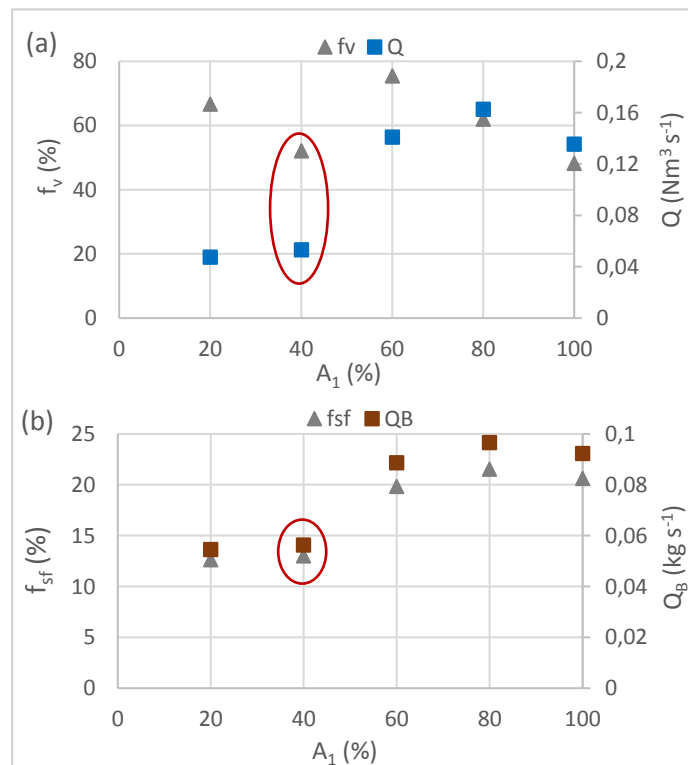 (a)
fv Q
80
60
40
20
0
fᵥ (%)
0,2
0,16
0,12
0,08
0,04
0
Q (Nm³ s⁻¹)
0 20 40 60 80 100
A₁ (%)
(b)
fsf QB
25
20
15
10
5
0
f_sf (%)
0,1
0,08
0,06
0,04
0,02
0
Q_B (kg s⁻¹)
0 20 40 60 80 100
A₁ (%)